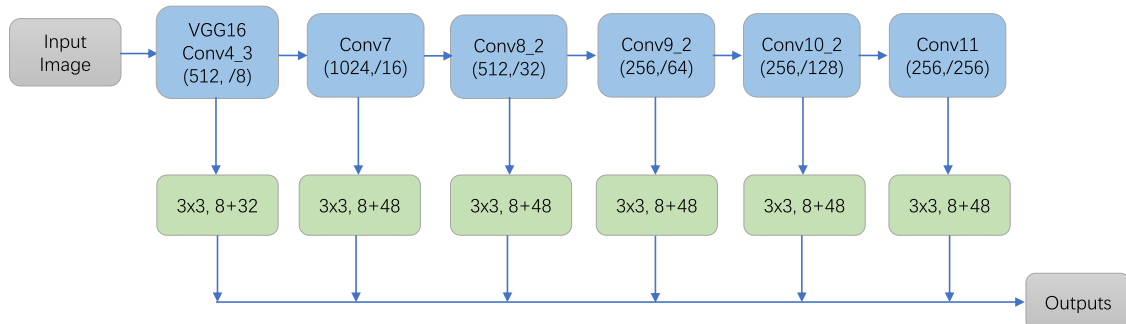 Input
Image
VGG16
Conv4_3
(512, /8)
Conv7
(1024,/16)
Conv8_2
(512,/32)
Conv9_2
(256,/64)
Conv10_2
(256,/128)
Conv11
(256,/256)
3x3, 8+32
3x3, 8+48
3x3, 8+48
3x3, 8+48
3x3, 8+48
3x3, 8+48
Outputs